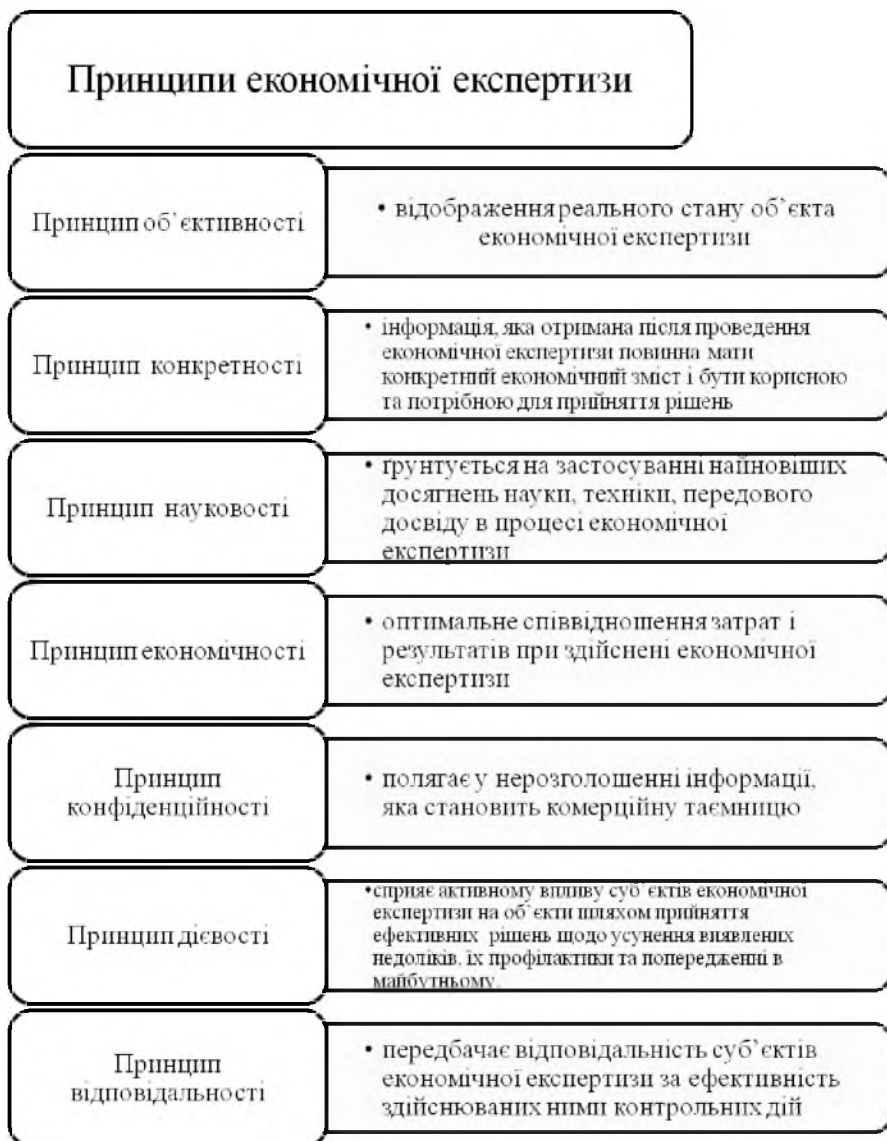 Принципи економічної експертизи
Принцип об’єктивності
• відображення реального стану об’єкта
економічної експертизи
Принцип конкретності
• інформація, яка отримана після проведення
економічної експертизи повинна мати
конкретний економічний зміст і бути корисною
та потрібною для прийняття рішень
Принцип науковості
• ґрунтується на застосуванні найновіших
досягнень науки, техніки, передового
досвіду в процесі економічної
експертизи
Принцип економічності
• оптимальне співвідношення затрат і
результатів при здійснені економічної
експертизи
Принцип
конфіденційності
• полягає у нерозголошенні інформації,
яка становить комерційну таємницю
Принцип дієвості
•сприяє активному впливу суб’єктів економічної
експертизи на об’єкти шляхом прийняття
ефективних рішень щодо усунення виявлених
недоліків, їх профілактики та попередженні в
майбутньому.
Принцип
відповідальності
• передбачає відповідальність суб’єктів
економічної експертизи за ефективність
здійснюваних ними контрольних дій